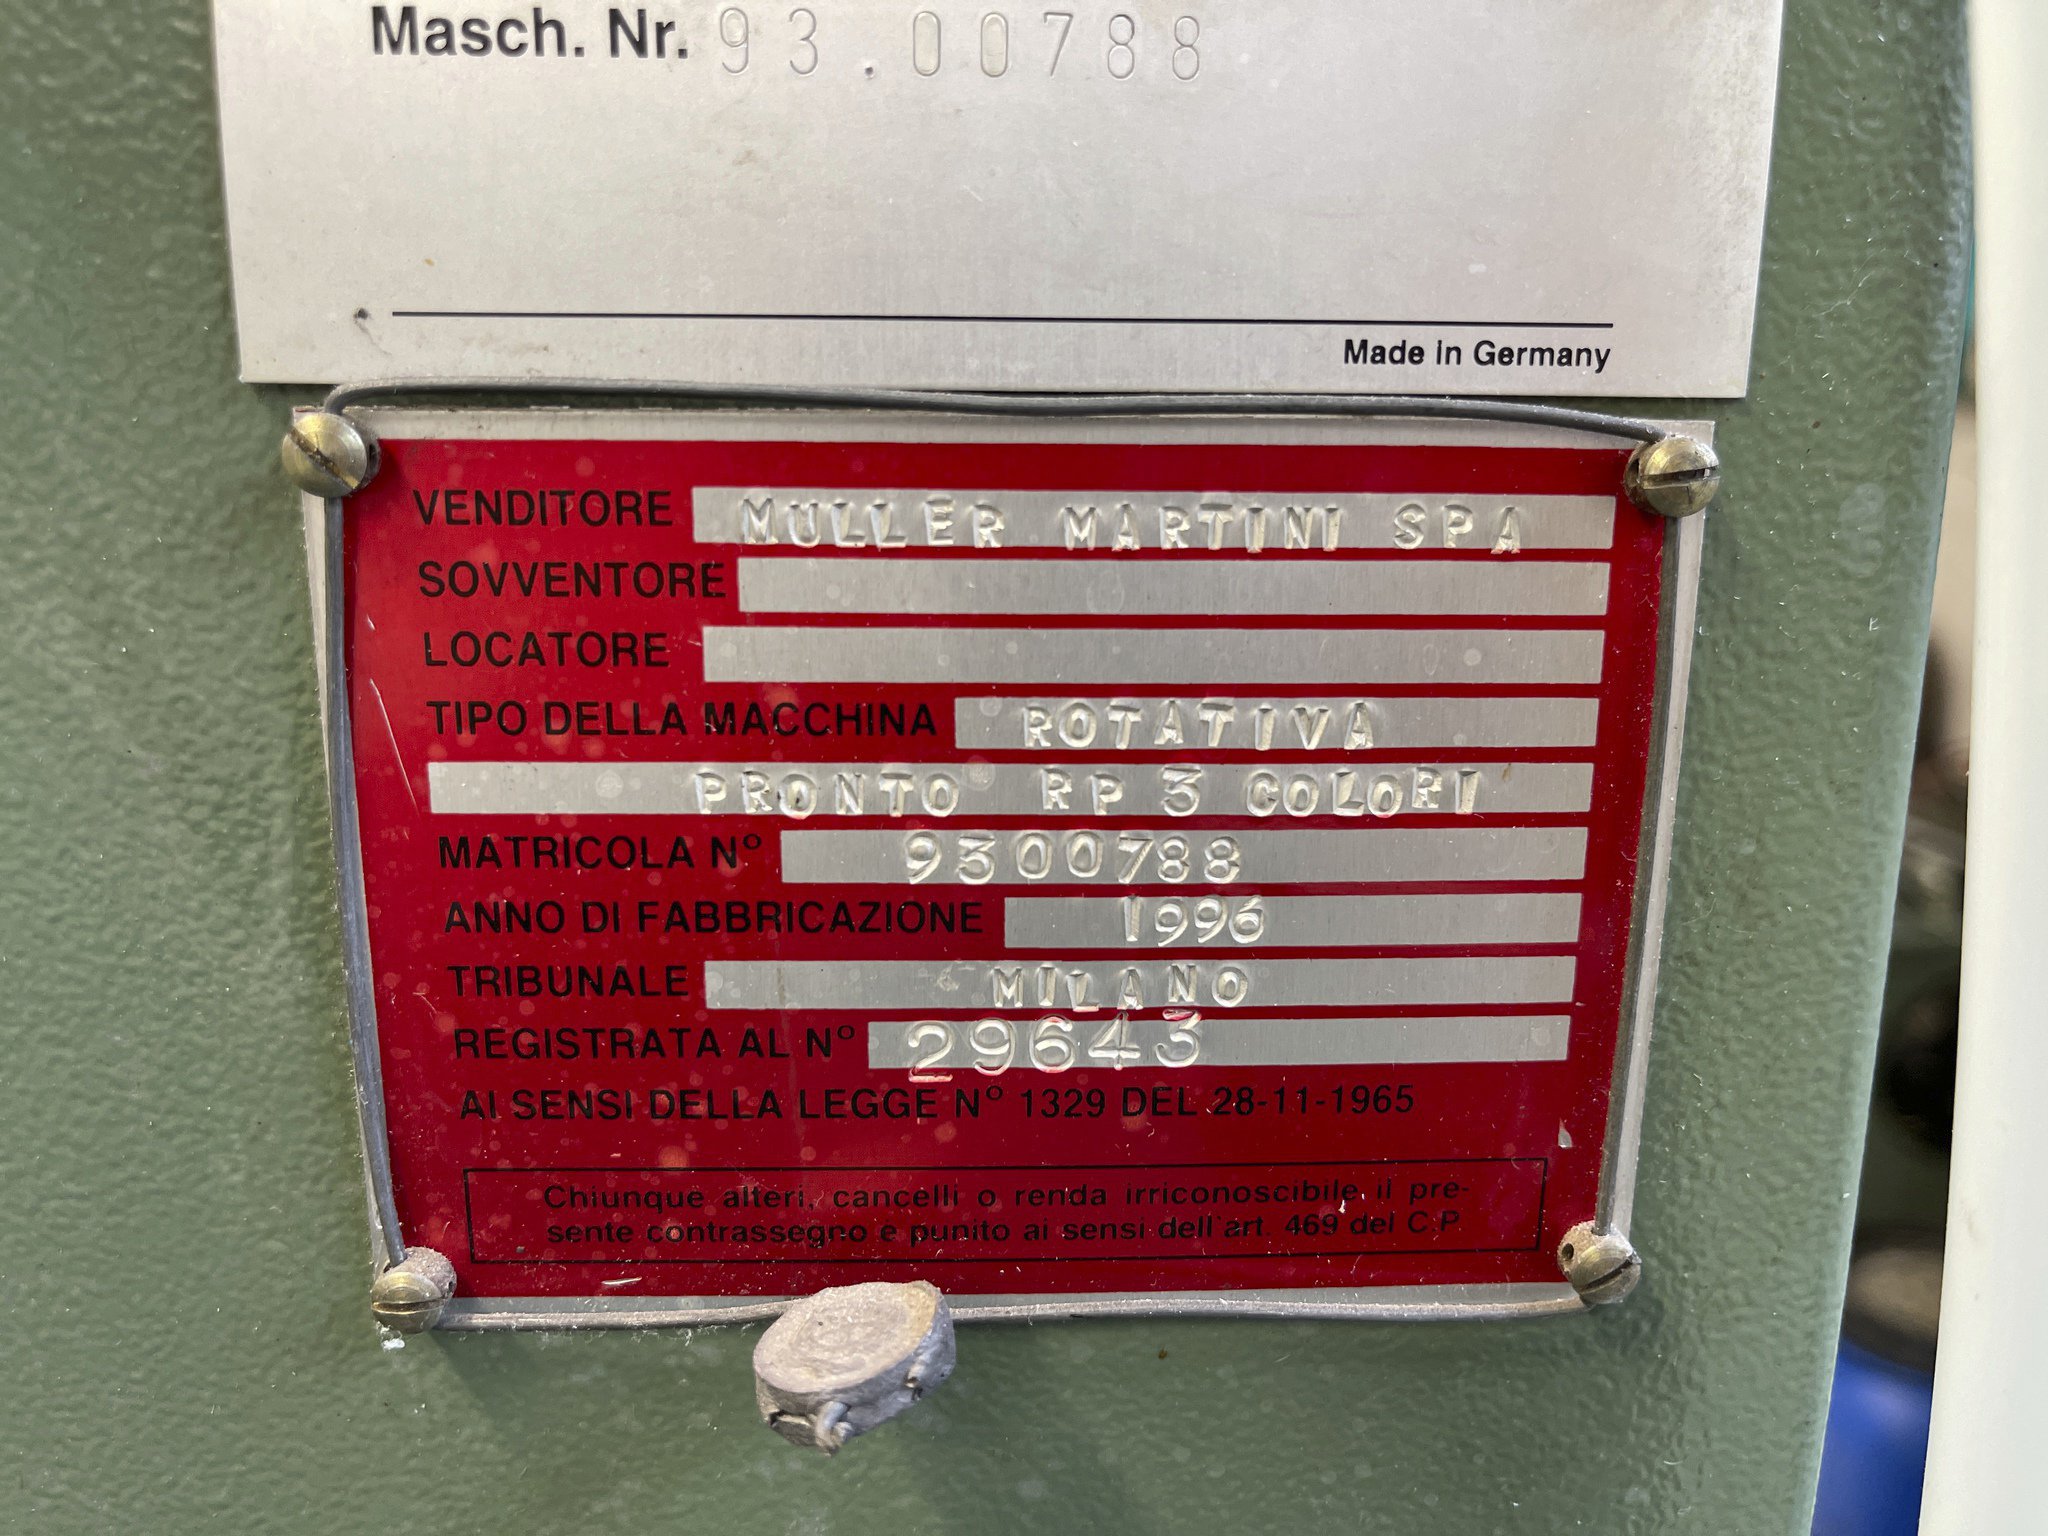 Masch. Nr. 93.00788
Made in Germany
VENDITORE MULLER MARTINI SPA
SOVVENTORE
LOCATORE
TIPO DELLA MACCHINA ROTATIVA
PRONTO RP 3 COLORI
MATRICOLA Nº 9300788
ANNO DI FABBRICAZIONE 1996
TRIBUNALE MILANO
REGISTRATA AL Nº 29643
AI SENSI DELLA LEGGE Nº 1329 DEL 28-11-1965
Chiunque alteri, cancelli o renda irriconoscibile, il pre-
sente contrassegno è punito ai sensi dell'art. 469 del C.P.